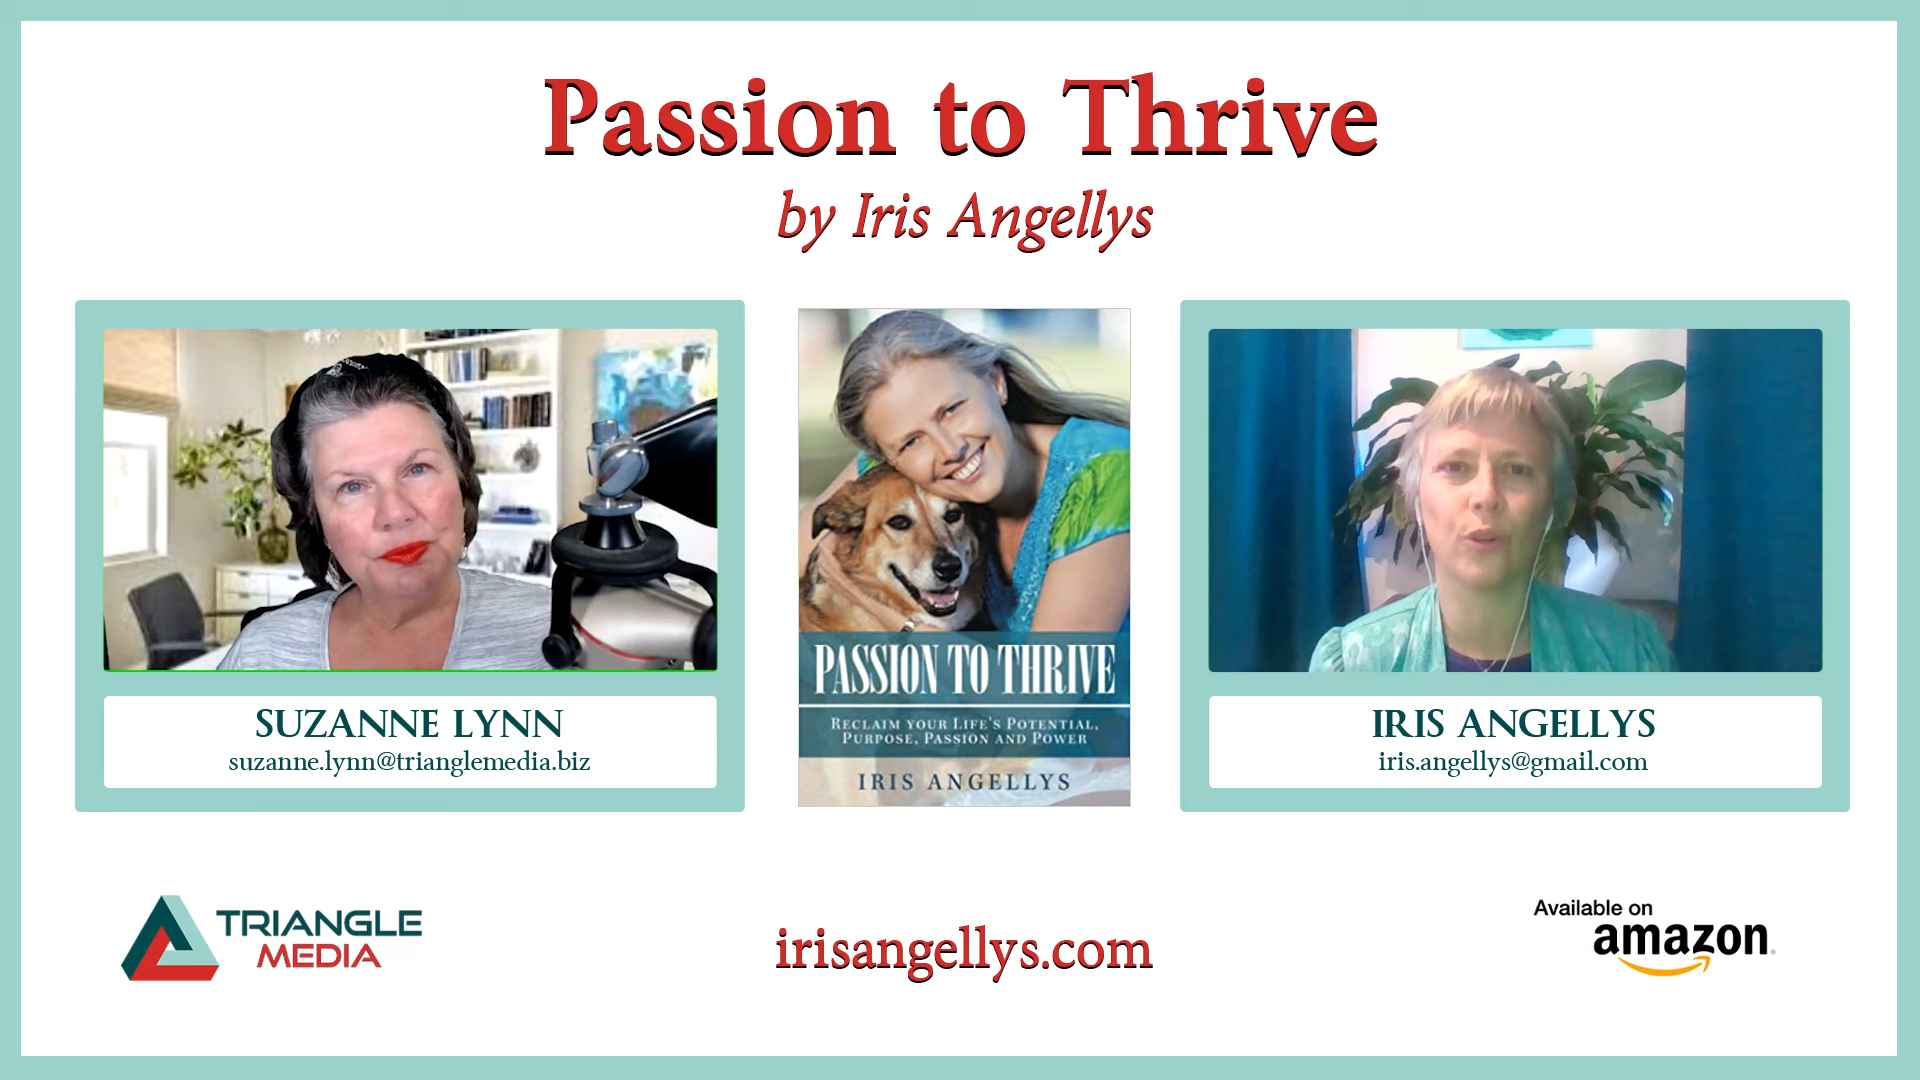 Passion to Thrive
by Iris Angellys
SUZANNE LYNN
suzanne.lynn@trianglemedia.biz
PASSION TO THRIVE
RECLAIM YOUR LIFE'S POTENTIAL,
PURPOSE, PASSION AND POWER
IRIS ANGELLYS
IRIS ANGELLYS
iris.angellys@gmail.com
TRIANGLE
MEDIA
irisangellys.com
Available on
amazon